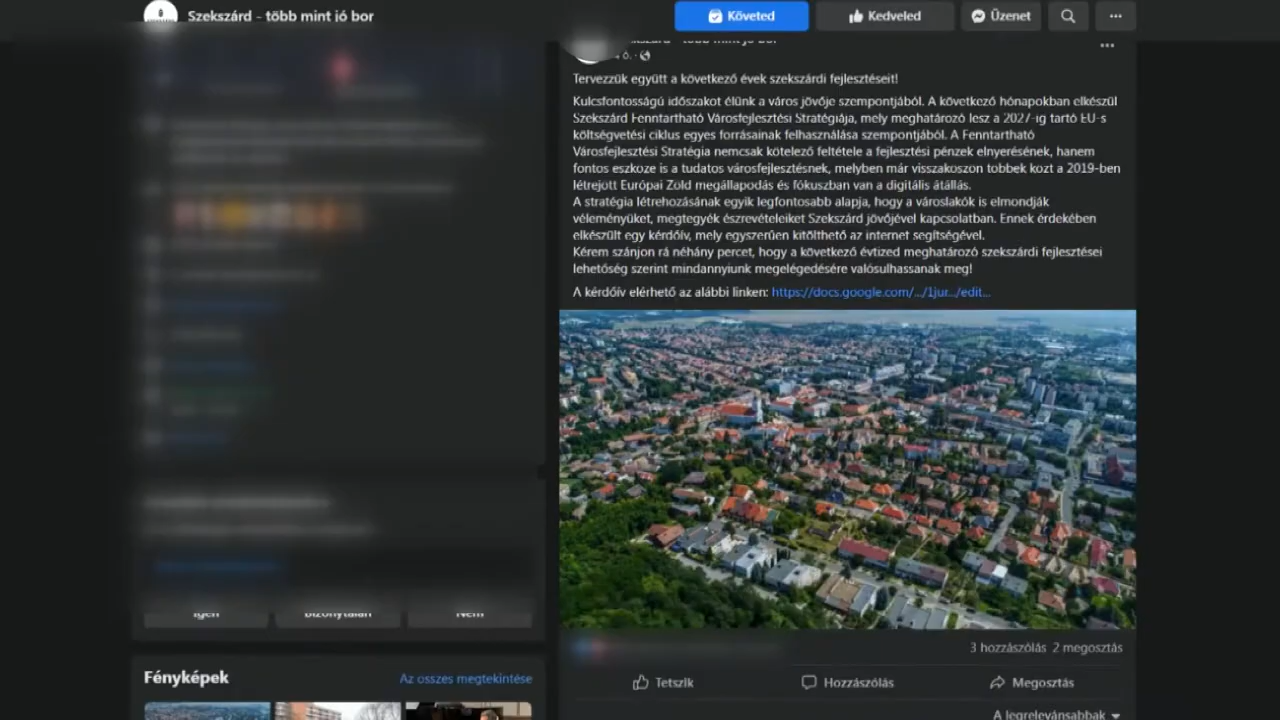 Szekszárd - több mint jó bor
Követed
Kedveled
Üzenet
Tervezzük együtt a következő évek szekszárdi fejlesztéseit!
Kulcsfontosságú időszakot élünk a város jövője szempontjából. A következő hónapokban elkészül
Szekszárd Fenntartható Városfejlesztési Stratégiája, mely meghatározó lesz a 2027-ig tartó EU-s
költségvetési ciklus egyes forrásainak felhasználása szempontjából. A Fenntartható
Városfejlesztési Stratégia nemcsak kötelező feltétele a fejlesztési pénzek elnyerésének, hanem
fontos eszköze is a tudatos városfejlesztésnek, melyben már visszaköszön többek közt a 2019-ben
létrejött Európai Zöld megállapodás és fókuszban van a digitális átállás.
A stratégia létrehozásának egyik legfontosabb alapja, hogy a városlakók is elmondják
véleményüket, megtegyék észrevételeiket Szekszárd jövőjével kapcsolatban. Ennek érdekében
elkészült egy kérdőív, mely egyszerűen kitölthető az internet segítségével.
Kérem szánjon rá néhány percet, hogy a következő évtized meghatározó szekszárdi fejlesztései
lehetőség szerint mindannyiunk megelégedésére valósulhassanak meg!
A kérdőív elérhető az alábbi linken: https://docs.google.com/.../1jur.../edit...
Igen
Bizonytalan
Nem
3 hozzászólás 2 megosztás
Fényképek
Az összes megtekintése
Tetszik
Hozzászólás
Megosztás
A legrelevánsabbak